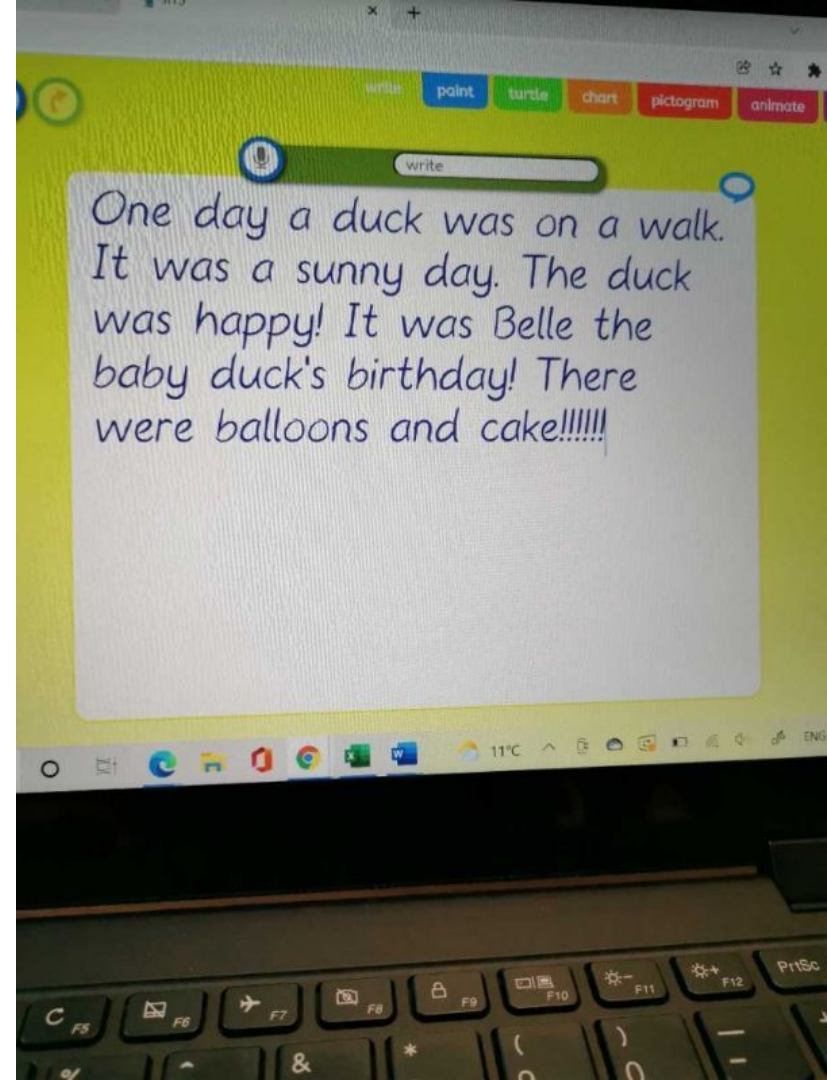 write paint turtle chart pictogram animate
write
One day a duck was on a walk.
It was a sunny day. The duck
was happy! It was Belle the
baby duck's birthday! There
were balloons and cake!!!!!!
11°C ENG
F5 F6 F7 F8 F9 F10 F11 F12 PrtSc
% ^ & * ( ) —